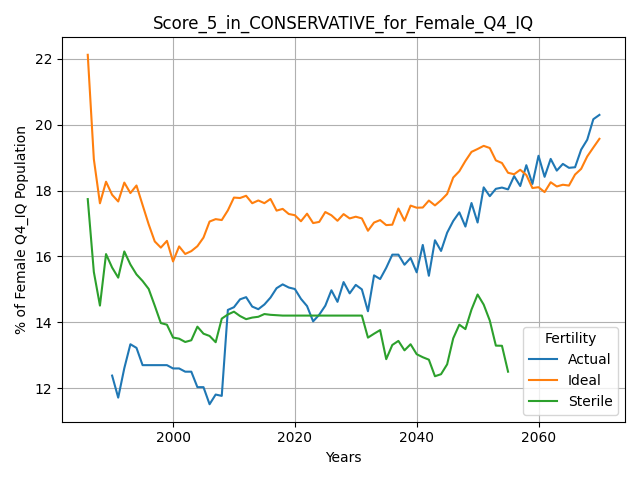 Score_5_in_CONSERVATIVE_for_Female_Q4_IQ
% of Female Q4_IQ Population
22
20
18
16
14
12
2000 2020 2040 2060
Years
Fertility
Actual
Ideal
Sterile